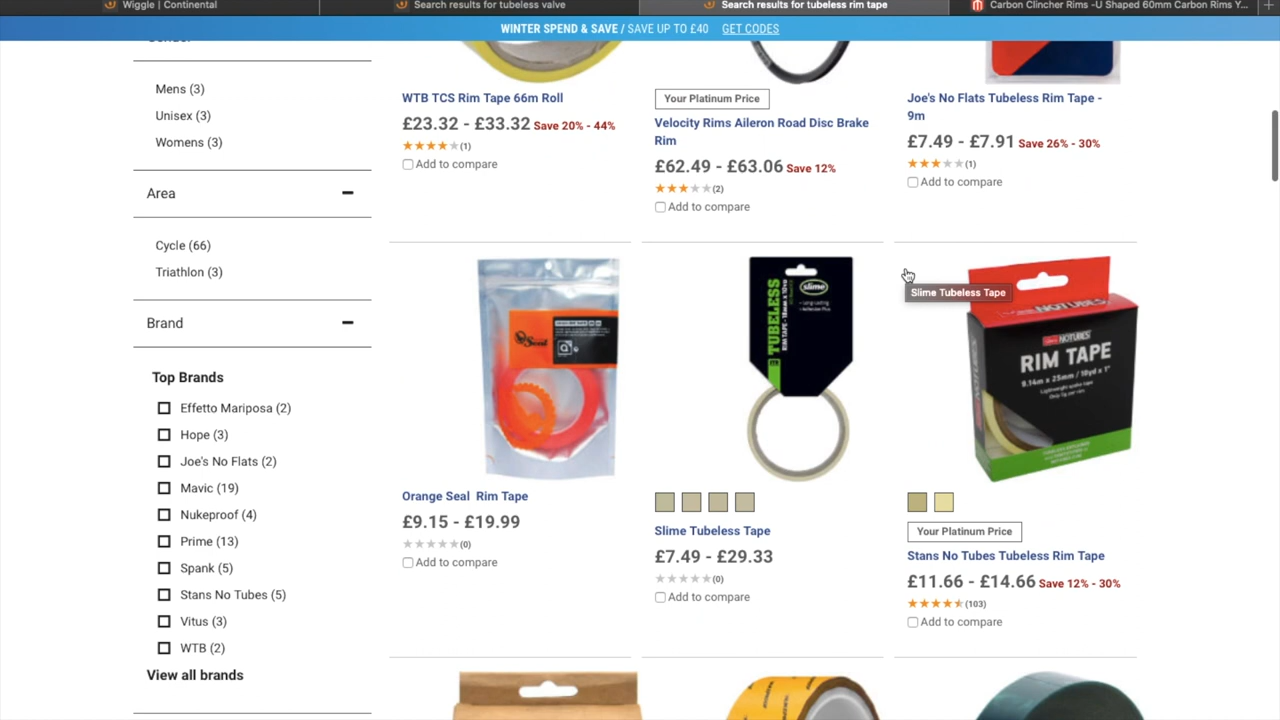 Wiggle | Continental
Search results for tubeless valve
Search results for tubeless rim tape
Carbon Clincher Rims -U Shaped 60mm Carbon Rims Y...
WINTER SPEND & SAVE / SAVE UP TO £40 GET CODES
Mens (3)
Unisex (3)
Womens (3)
Area
Cycle (66)
Triathlon (3)
Brand
Top Brands
Effetto Mariposa (2)
Hope (3)
Joe's No Flats (2)
Mavic (19)
Nukeproof (4)
Prime (13)
Spank (5)
Stans No Tubes (5)
Vitus (3)
WTB (2)
View all brands
WTB TCS Rim Tape 66m Roll
£23.32 - £33.32 Save 20% - 44%
(1)
Add to compare
Your Platinum Price
Velocity Rims Aileron Road Disc Brake
Rim
£62.49 - £63.06 Save 12%
(2)
Add to compare
Joe's No Flats Tubeless Rim Tape -
9m
£7.49 - £7.91 Save 26% - 30%
(1)
Add to compare
Orange Seal Rim Tape
£9.15 - £19.99
(0)
Add to compare
slime
TUBELESS
Slime Tubeless Tape
£7.49 - £29.33
(0)
Add to compare
Slime Tubeless Tape
NOTUBES
RIM TAPE
9.14m x 25mm / 10yd x 1"
Your Platinum Price
Stans No Tubes Tubeless Rim Tape
£11.66 - £14.66 Save 12% - 30%
(103)
Add to compare